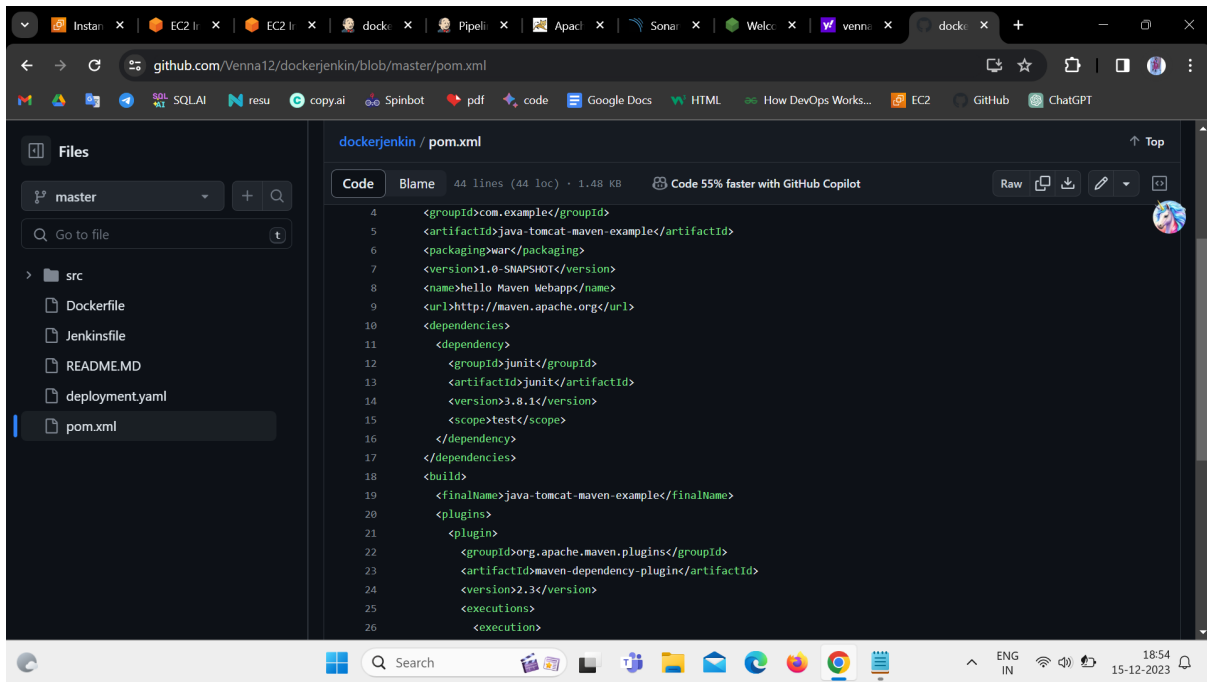 Instan EC2 Ir EC2 Ir docke Pipelin Apach Sonar Welco venna docke
github.com/Venna12/dockerjenkin/blob/master/pom.xml
SQL.AI resu copy.ai Spinbot pdf code Google Docs HTML How DevOps Works... EC2 GitHub ChatGPT
Files
dockerjenkin / pom.xml
Top
master
Code Blame 44 lines (44 loc) · 1.48 KB Code 55% faster with GitHub Copilot Raw
Go to file t
src
Dockerfile
Jenkinsfile
README.MD
deployment.yaml
pom.xml
4 <groupId>com.example</groupId>
5 <artifactId>java-tomcat-maven-example</artifactId>
6 <packaging>war</packaging>
7 <version>1.0-SNAPSHOT</version>
8 <name>hello Maven Webapp</name>
9 <url>http://maven.apache.org</url>
10 <dependencies>
11 <dependency>
12 <groupId>junit</groupId>
13 <artifactId>junit</artifactId>
14 <version>3.8.1</version>
15 <scope>test</scope>
16 </dependency>
17 </dependencies>
18 <build>
19 <finalName>java-tomcat-maven-example</finalName>
20 <plugins>
21 <plugin>
22 <groupId>org.apache.maven.plugins</groupId>
23 <artifactId>maven-dependency-plugin</artifactId>
24 <version>2.3</version>
25 <executions>
26 <execution>
Search
ENG
IN
18:54
15-12-2023